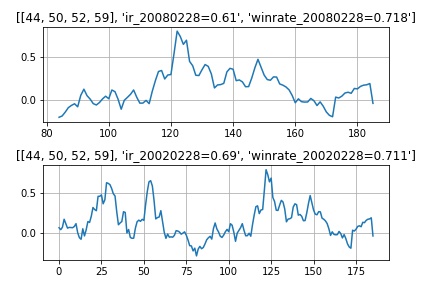 [[44, 50, 52, 59], 'ir_20080228=0.61', 'winrate_20080228=0.718']
0.5
0.0
80 100 120 140 160 180
[[44, 50, 52, 59], 'ir_20020228=0.69', 'winrate_20020228=0.711']
0.5
0.0
0 25 50 75 100 125 150 175